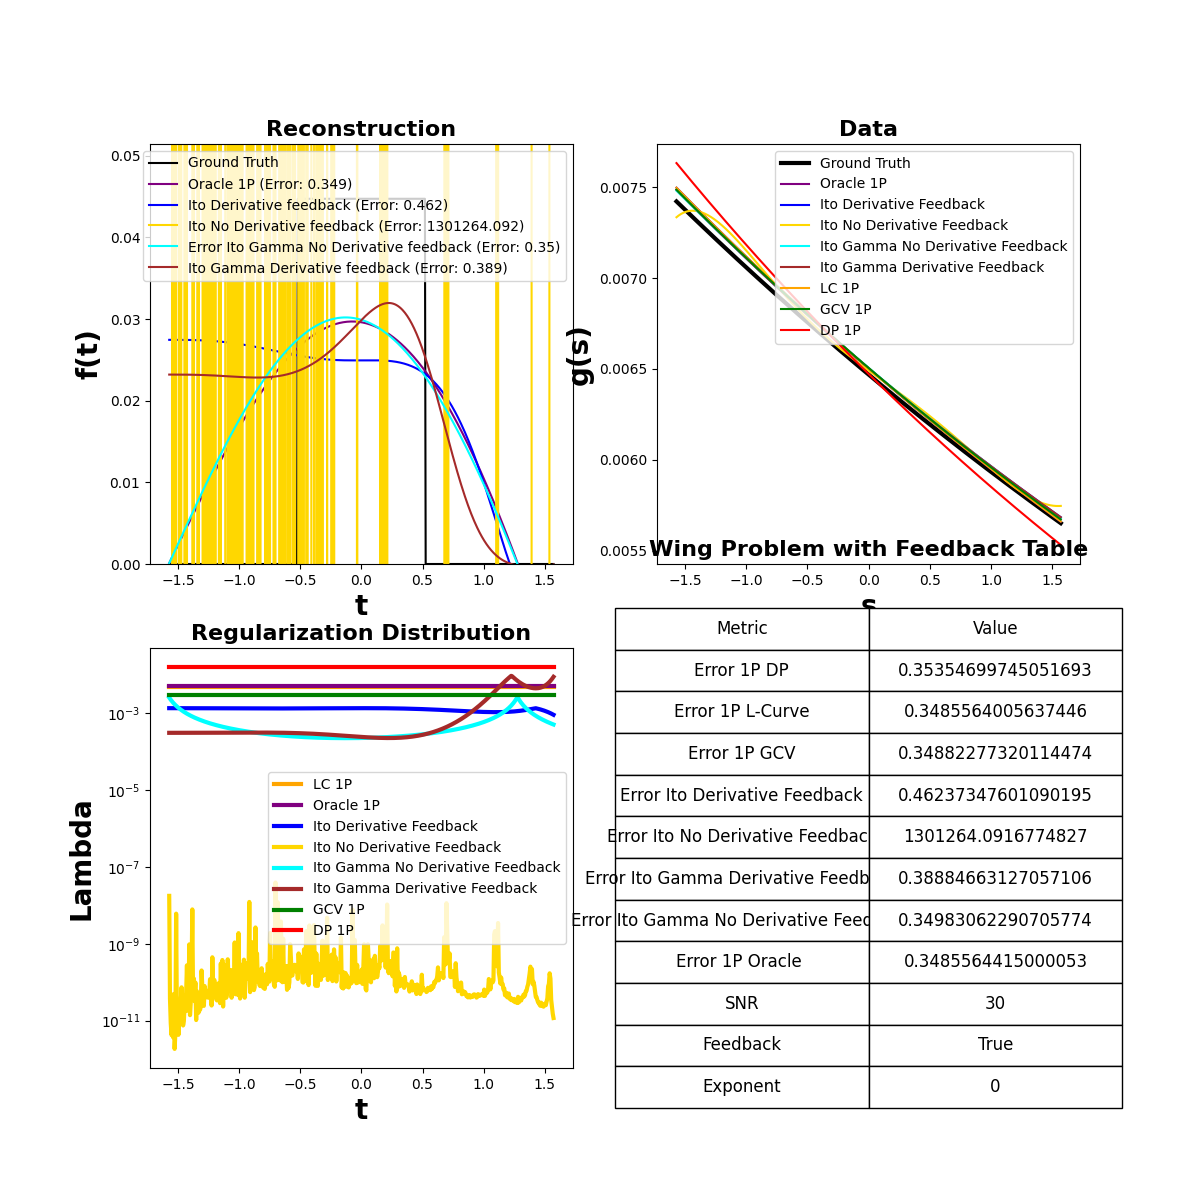 Reconstruction
Ground Truth
Oracle 1P (Error: 0.349)
Ito Derivative feedback (Error: 0.462)
Ito No Derivative feedback (Error: 1301264.092)
Error Ito Gamma No Derivative feedback (Error: 0.35)
Ito Gamma Derivative feedback (Error: 0.389)
f(t)
0.05
0.04
0.03
0.02
0.01
0.00
−1.5 −1.0 −0.5 0.0 0.5 1.0 1.5
t
Data
Ground Truth
Oracle 1P
Ito Derivative Feedback
Ito No Derivative Feedback
Ito Gamma No Derivative Feedback
Ito Gamma Derivative Feedback
LC 1P
GCV 1P
DP 1P
g(s)
0.0075
0.0070
0.0065
0.0060
0.0055
−1.5 −1.0 −0.5 0.0 0.5 1.0 1.5
s
Regularization Distribution
LC 1P
Oracle 1P
Ito Derivative Feedback
Ito No Derivative Feedback
Ito Gamma No Derivative Feedback
Ito Gamma Derivative Feedback
GCV 1P
DP 1P
Lambda
10⁻³
10⁻⁵
10⁻⁷
10⁻⁹
10⁻¹¹
−1.5 −1.0 −0.5 0.0 0.5 1.0 1.5
t
Wing Problem with Feedback Table
Metric Value
Error 1P DP 0.35354699745051693
Error 1P L-Curve 0.3485564005637446
Error 1P GCV 0.34882277320114474
Error Ito Derivative Feedback 0.46237347601090195
Error Ito No Derivative Feedbac 1301264.0916774827
Error Ito Gamma Derivative Feedb 0.38884663127057106
Error Ito Gamma No Derivative Feec 0.34983062290705774
Error 1P Oracle 0.3485564415000053
SNR 30
Feedback True
Exponent 0